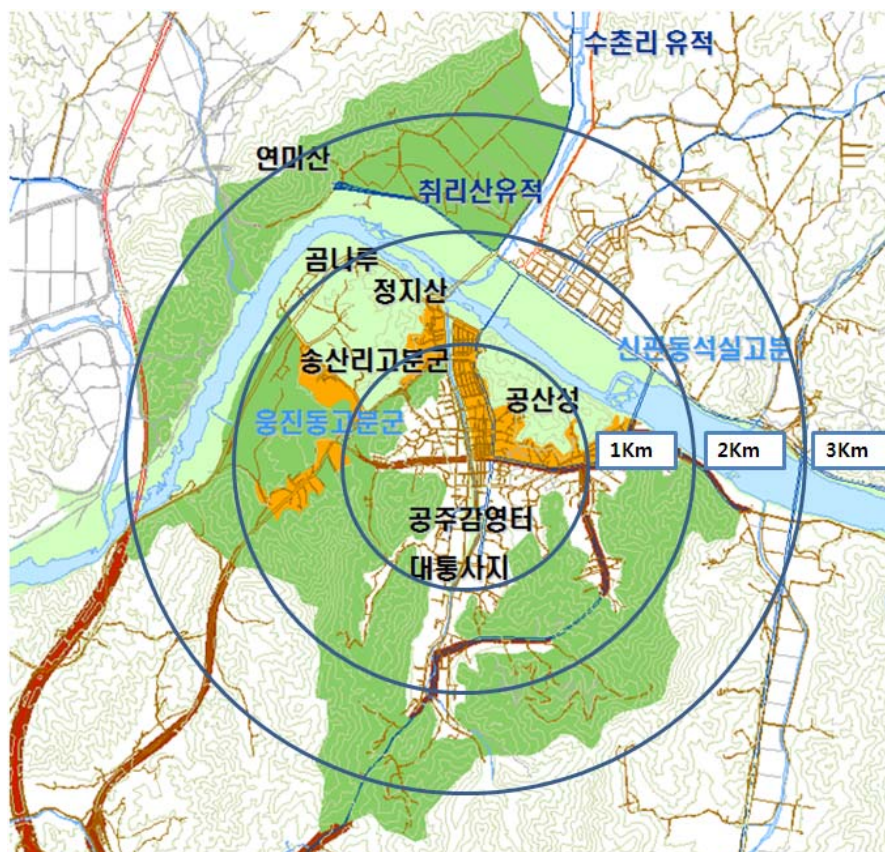 수촌리 유적
연미산
취리산유적
곰나루
정지산
신관동석실고분
송산리고분군
공산성
웅진동고분군
1Km
2Km
3Km
공주감영터
대통사지